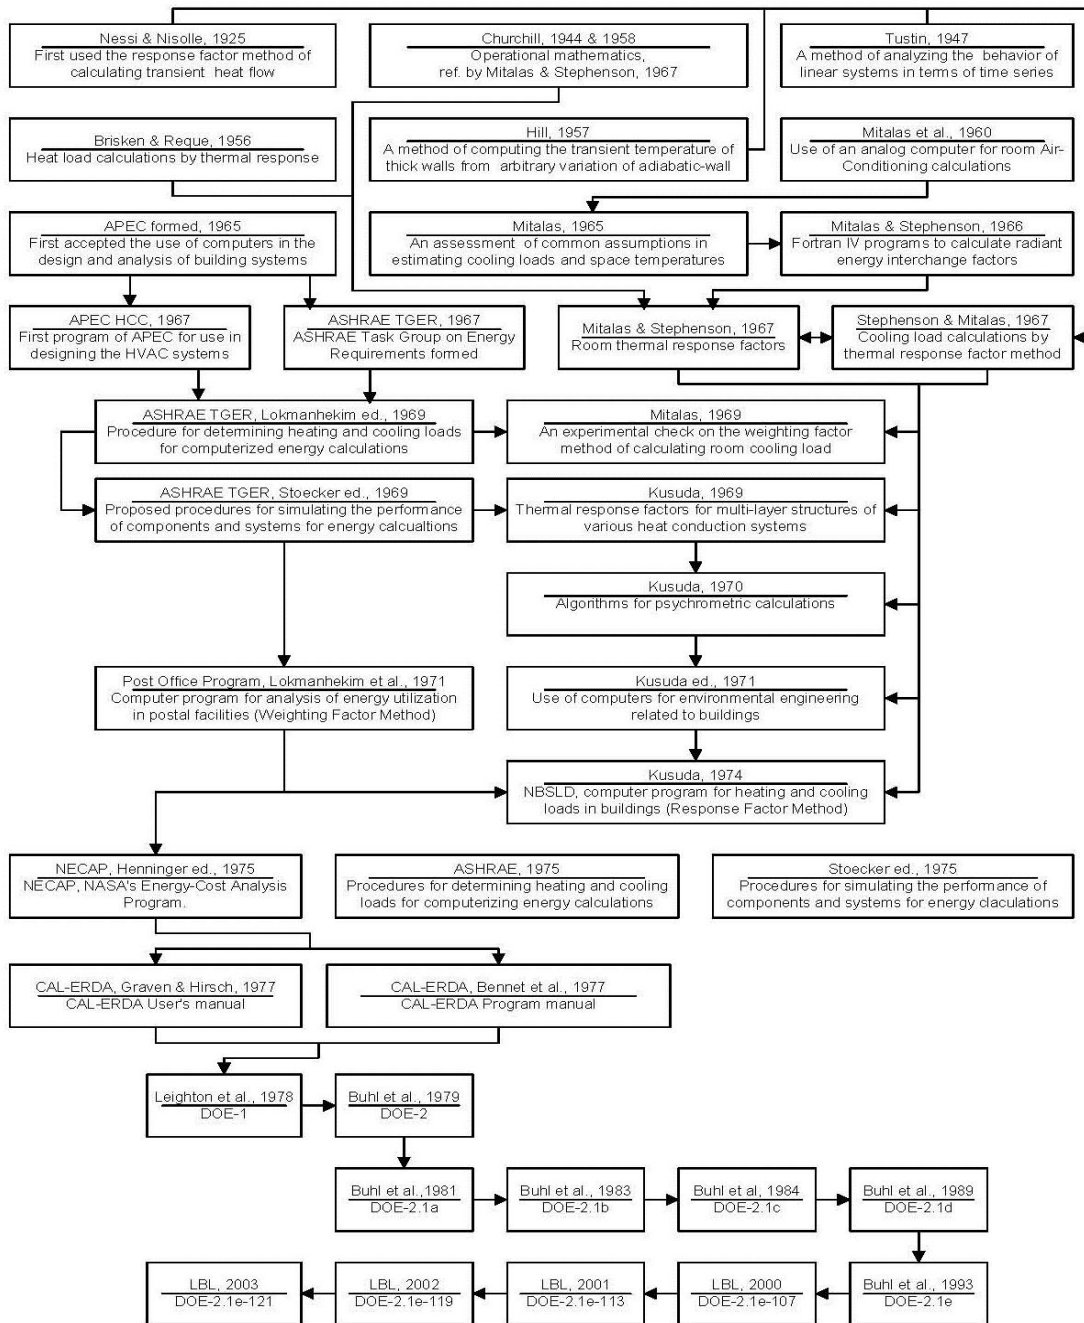 Nessi & Nisolle, 1925
First used the response factor method of
calculating transient heat flow
Churchill, 1944 & 1958
Operational mathematics,
ref. by Mitalas & Stephenson, 1967
Tustin, 1947
A method of analyzing the behavior of
linear systems in terms of time series
Brisken & Reque, 1956
Heat load calculations by thermal response
Hill, 1957
A method of computing the transient temperature of
thick walls from arbitrary variation of adiabatic-wall
Mitalas et al., 1960
Use of an analog computer for room Air-
Conditioning calculations
APEC formed, 1965
First accepted the use of computers in the
design and analysis of building systems
Mitalas, 1965
An assessment of common assumptions in
estimating cooling loads and space temperatures
Mitalas & Stephenson, 1966
Fortran IV programs to calculate radiant
energy interchange factors
APEC HCC, 1967
First program of APEC for use in
designing the HVAC systems
ASHRAE TGER, 1967
ASHRAE Task Group on Energy
Requirements formed
Mitalas & Stephenson, 1967
Room thermal response factors
Stephenson & Mitalas, 1967
Cooling load calculations by
thermal response factor method
ASHRAE TGER, Lokmanhekim ed., 1969
Procedure for determining heating and cooling loads
for computerized energy calculations
Mitalas, 1969
An experimental check on the weighting factor
method of calculating room cooling load
ASHRAE TGER, Stoecker ed., 1969
Proposed procedures for simulating the performance
of components and systems for energy calcualtions
Kusuda, 1969
Thermal response factors for multi-layer structures of
various heat conduction systems
Kusuda, 1970
Algorithms for psychrometric calculations
Post Office Program, Lokmanhekim et al., 1971
Computer program for analysis of energy utilization
in postal facilities (Weighting Factor Method)
Kusuda ed., 1971
Use of computers for environmental engineering
related to buildings
Kusuda, 1974
NBSLD, computer program for heating and cooling
loads in buildings (Response Factor Method)
NECAP, Henninger ed., 1975
NECAP, NASA's Energy-Cost Analysis
Program.
ASHRAE, 1975
Procedures for determining heating and cooling
loads for computerizing energy calculations
Stoecker ed., 1975
Procedures for simulating the performance of
components and systems for energy claculations
CAL-ERDA, Graven & Hirsch, 1977
CAL-ERDA User's manual
CAL-ERDA, Bennet et al., 1977
CAL-ERDA Program manual
Leighton et al., 1978
DOE-1
Buhl et al., 1979
DOE-2
Buhl et al.,1981
DOE-2.1a
Buhl et al., 1983
DOE-2.1b
Buhl et al, 1984
DOE-2.1c
Buhl et al., 1989
DOE-2.1d
LBL, 2003
DOE-2.1e-121
LBL, 2002
DOE-2.1e-119
LBL, 2001
DOE-2.1e-113
LBL, 2000
DOE-2.1e-107
Buhl et al., 1993
DOE-2.1e